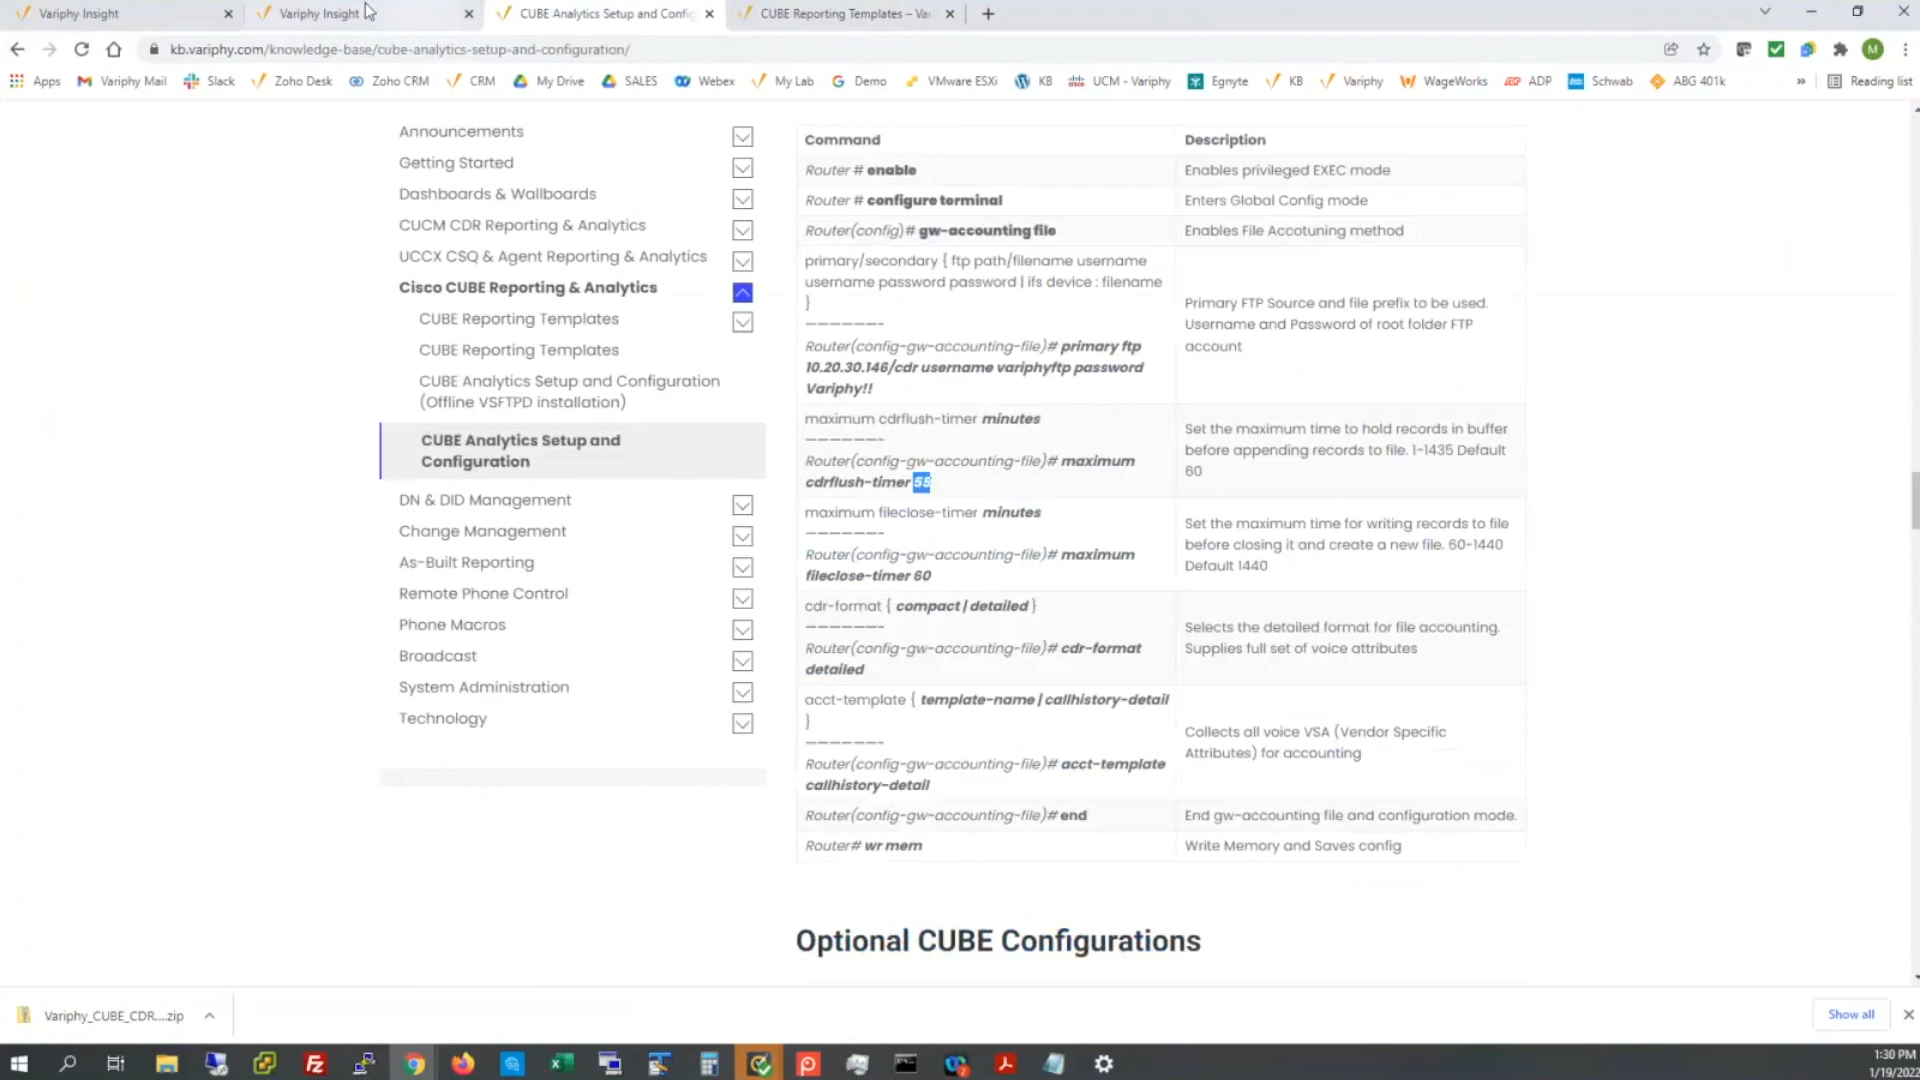 Variphy Insight
Variphy Insight
CUBE Analytics Setup and Config
CUBE Reporting Templates – Va
kb.variphy.com/knowledge-base/cube-analytics-setup-and-configuration/
M
Apps
Variphy Mail
Slack
Zoho Desk
Zoho CRM
CRM
My Drive
SALES
Webex
My Lab
Demo
VMware ESXi
KB
UCM - Variphy
Egnyte
KB
Variphy
WageWorks
ADP
Schwab
ABG 401k
»
Reading list
Announcements
Getting Started
Dashboards & Wallboards
CUCM CDR Reporting & Analytics
UCCX CSQ & Agent Reporting & Analytics
Cisco CUBE Reporting & Analytics
CUBE Reporting Templates
CUBE Reporting Templates
CUBE Analytics Setup and Configuration
(Offline VSFTPD installation)
CUBE Analytics Setup and
Configuration
DN & DID Management
Change Management
As-Built Reporting
Remote Phone Control
Phone Macros
Broadcast
System Administration
Technology
Command
Description
Router # enable
Enables privileged EXEC mode
Router # configure terminal
Enters Global Config mode
Router(config)# gw-accounting file
Enables File Accotuning method
primary/secondary { ftp path/filename username
username password password | ifs device : filename
}
——————-
Router(config-gw-accounting-file)# primary ftp
10.20.30.146/cdr username variphyftp password
Variphy!!
Primary FTP Source and file prefix to be used.
Username and Password of root folder FTP
account
maximum cdrflush-timer minutes
——————-
Router(config-gw-accounting-file)# maximum
cdrflush-timer 55
Set the maximum time to hold records in buffer
before appending records to file. 1-1435 Default
60
maximum fileclose-timer minutes
——————-
Router(config-gw-accounting-file)# maximum
fileclose-timer 60
Set the maximum time for writing records to file
before closing it and create a new file. 60-1440
Default 1440
cdr-format { compact | detailed }
——————-
Router(config-gw-accounting-file)# cdr-format
detailed
Selects the detailed format for file accounting.
Supplies full set of voice attributes
acct-template { template-name | callhistory-detail
}
——————-
Router(config-gw-accounting-file)# acct-template
callhistory-detail
Collects all voice VSA (Vendor Specific
Attributes) for accounting
Router(config-gw-accounting-file)# end
End gw-accounting file and configuration mode.
Router# wr mem
Write Memory and Saves config
Optional CUBE Configurations
Variphy_CUBE_CDR....zip
Show all
1:30 PM
1/19/2022